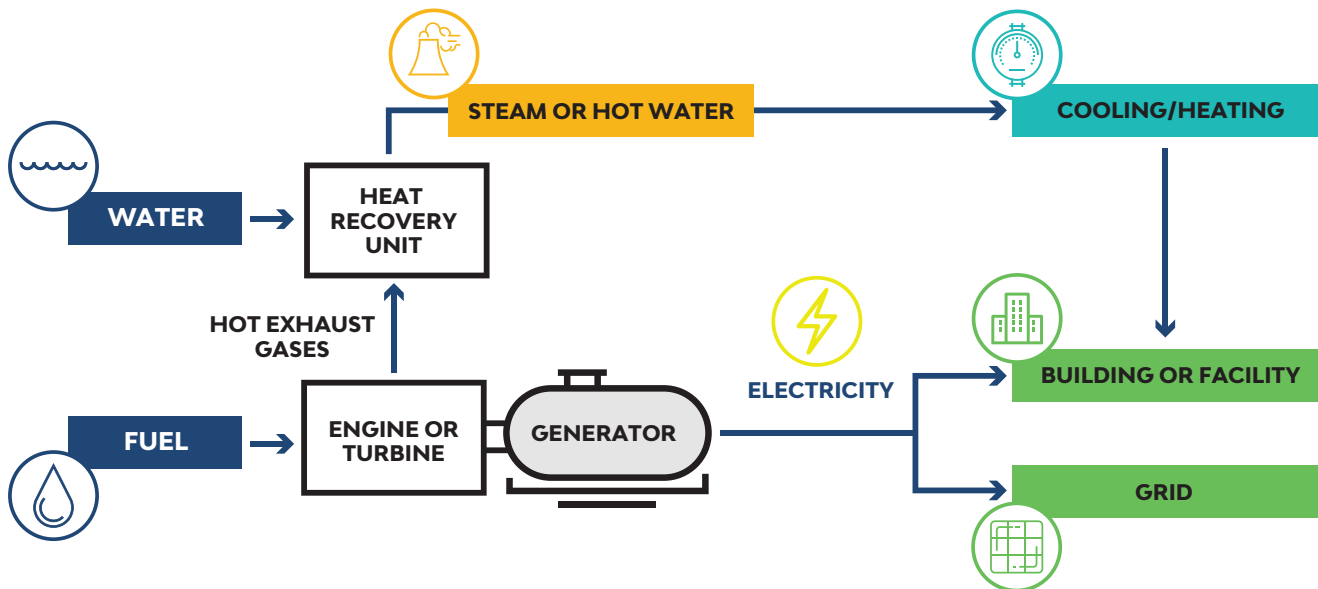 STEAM OR HOT WATER
COOLING/HEATING
WATER
HEAT
RECOVERY
UNIT
HOT EXHAUST
GASES
ELECTRICITY
BUILDING OR FACILITY
FUEL
ENGINE OR
TURBINE
GENERATOR
GRID